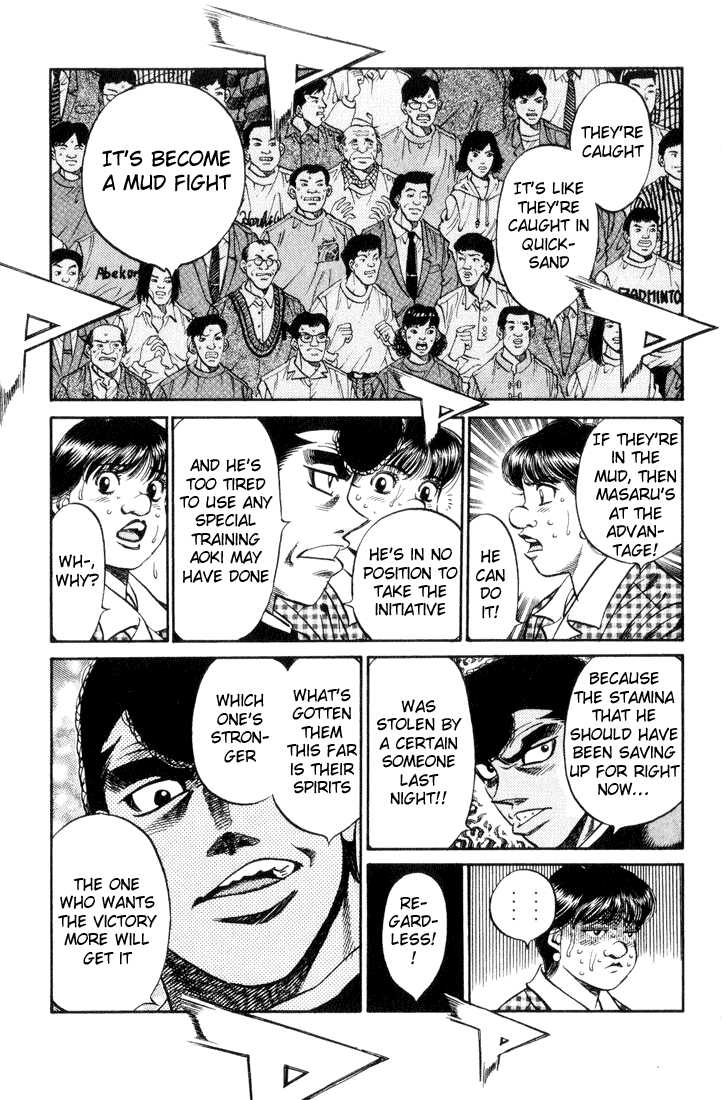 THEY'RE
CAUGHT
IT'S LIKE
THEY'RE
CAUGHT IN
QUICK-
SAND
IT'S BECOME
A MUD FIGHT
Abekor
BADMINTO
IF THEY'RE
IN THE
MUD, THEN
MASARU'S
AT THE
ADVAN-
TAGE!
HE
CAN
DO
IT!
HE'S IN NO
POSITION TO
TAKE THE
INITIATIVE
AND HE'S
TOO TIRED
TO USE ANY
SPECIAL
TRAINING
AOKI MAY
HAVE DONE
WH-,
WHY?
BECAUSE
THE STAMINA
THAT HE
SHOULD HAVE
BEEN SAVING
UP FOR RIGHT
NOW...
WAS
STOLEN BY
A CERTAIN
SOMEONE
LAST
NIGHT!!
......
RE-
GARD-
LESS!
!
WHAT'S
GOTTEN
THEM
THIS FAR
IS THEIR
SPIRITS
WHICH
ONE'S
STRON-
GER
THE ONE
WHO WANTS
THE VICTORY
MORE WILL
GET IT